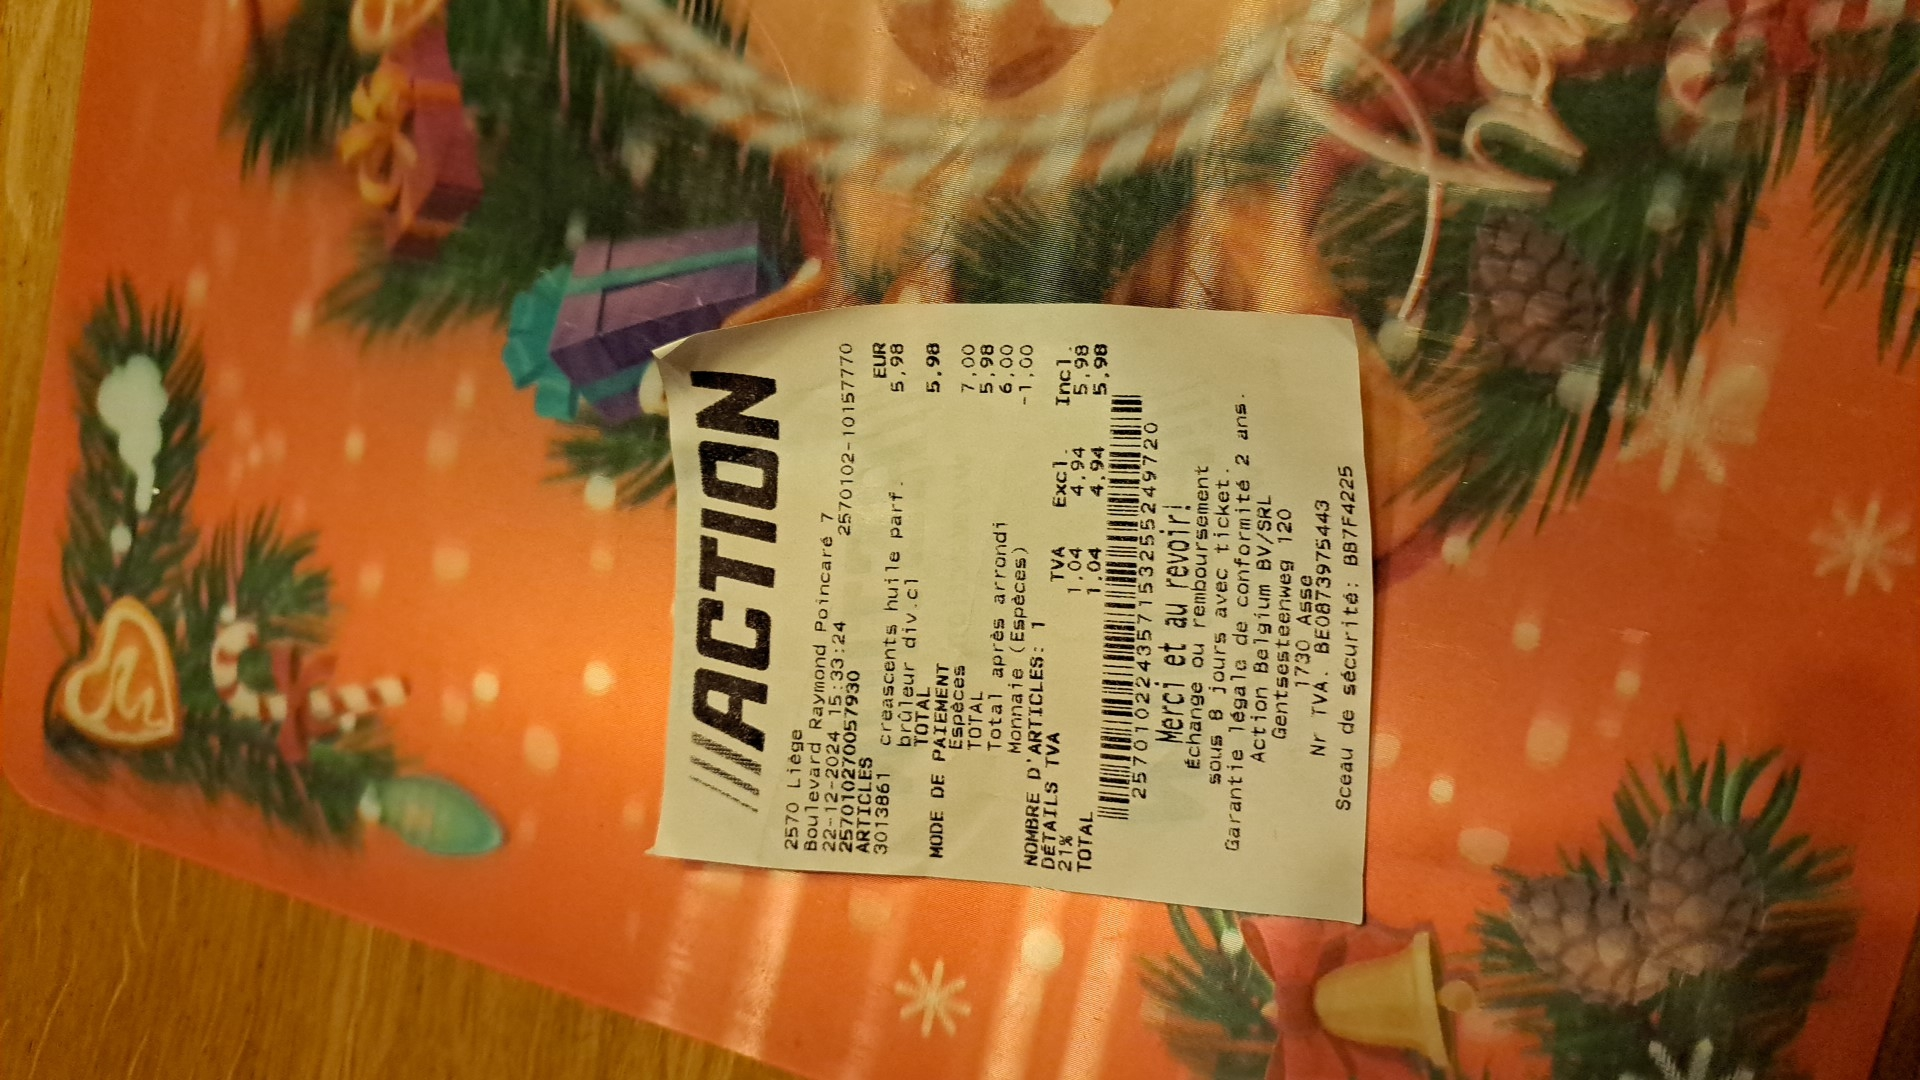 ///ACTION
2570 Liège
Boulevard Raymond Poincaré 7
22-12-2024 15:33:24 2570102-10157770
2570102700057930
ARTICLES EUR
3013861 creascents huile parf. 5,98
brûleur div.cl
TOTAL 5,98
MODE DE PAIEMENT
Espèces 7,00
TOTAL 5,98
Total après arrondi 6,00
Monnaie (Espèces) -1,00
NOMBRE D'ARTICLES: 1
DÉTAILS TVA TVA Excl. Incl.
21% 1,04 4,94 5,98
TOTAL 1,04 4,94 5,98
257010224357153255249720
Merci et au revoir!
Échange ou remboursement
sous 8 jours avec ticket.
Garantie légale de conformité 2 ans.
Action Belgium BV/SRL
Gentsesteenweg 120
1730 Asse
Nr TVA. BE0873975443
Sceau de sécurité: BB7F4225